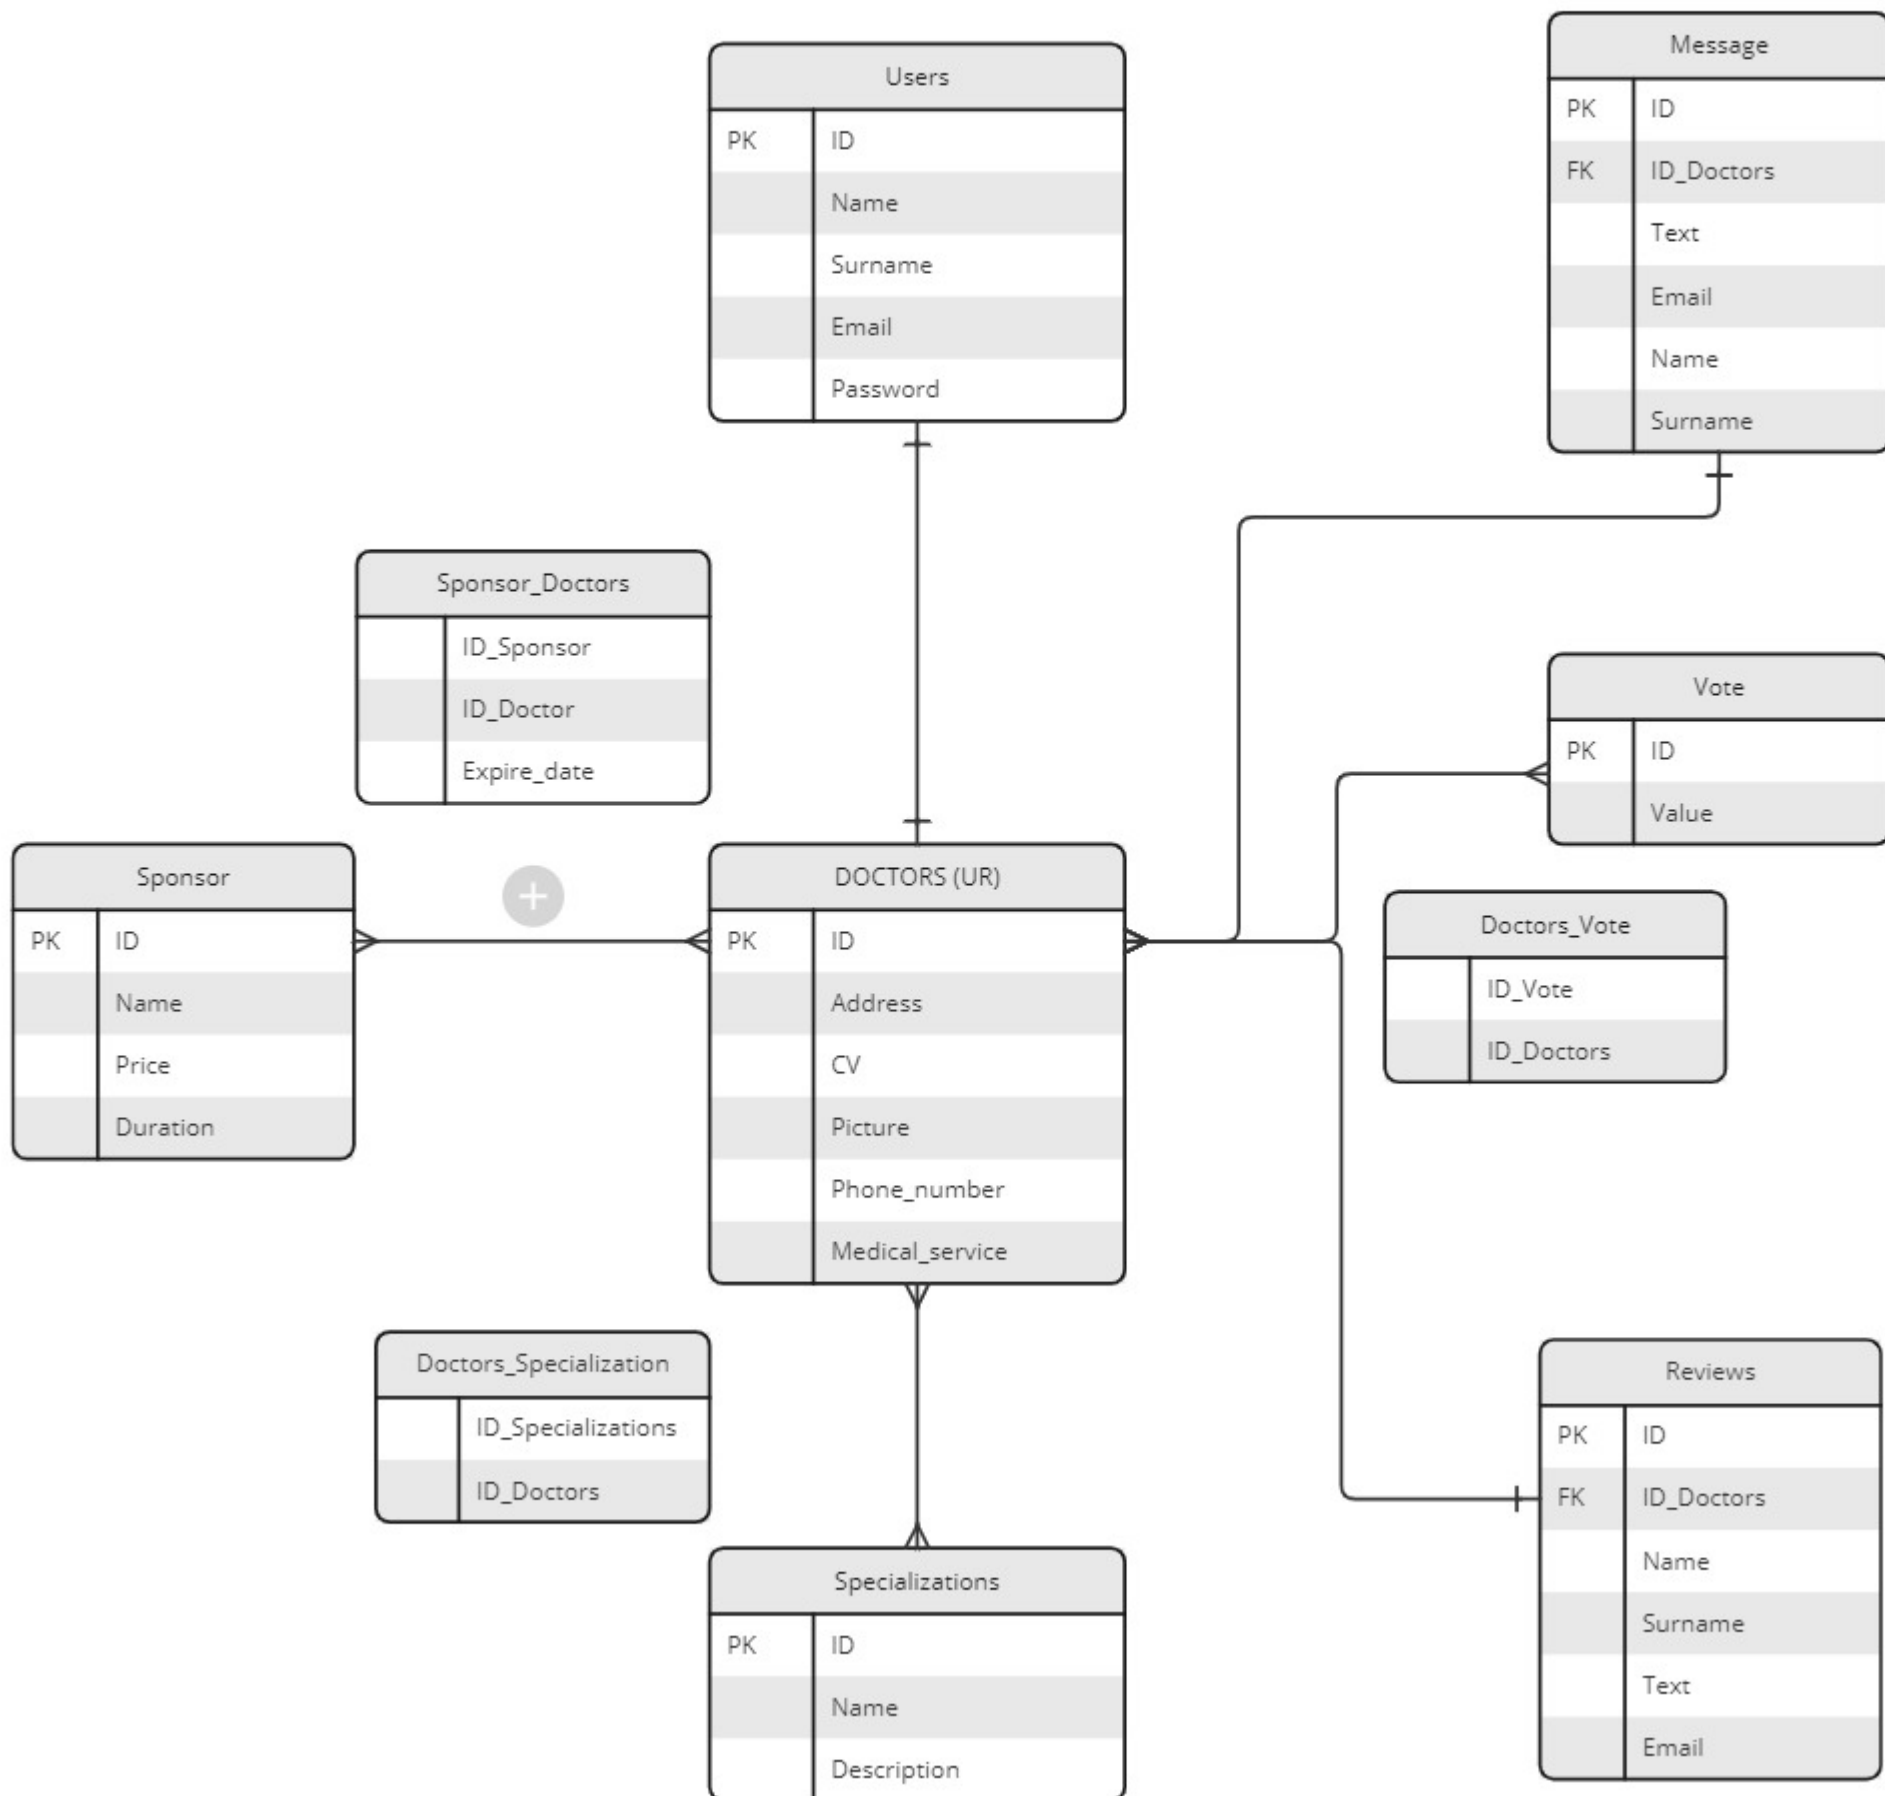 Users
PK ID
Name
Surname
Email
Password
Message
PK ID
FK ID_Doctors
Text
Email
Name
Surname
Sponsor_Doctors
ID_Sponsor
ID_Doctor
Expire_date
Vote
PK ID
Value
Sponsor
PK ID
Name
Price
Duration
DOCTORS (UR)
PK ID
Address
CV
Picture
Phone_number
Medical_service
Doctors_Vote
ID_Vote
ID_Doctors
Doctors_Specialization
ID_Specializations
ID_Doctors
Reviews
PK ID
FK ID_Doctors
Name
Surname
Text
Email
Specializations
PK ID
Name
Description